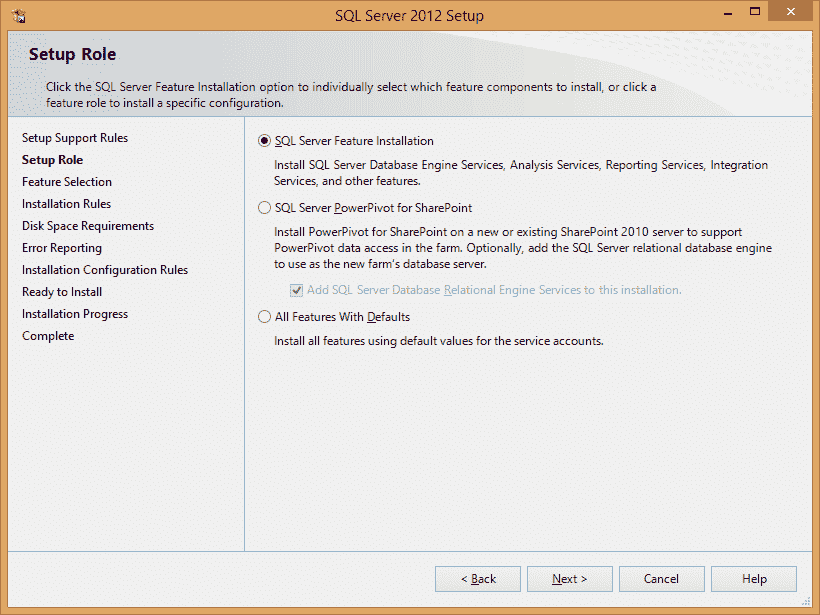 SQL Server 2012 Setup
Setup Role
Click the SQL Server Feature Installation option to individually select which feature components to install, or click a
feature role to install a specific configuration.
Setup Support Rules
Setup Role
Feature Selection
Installation Rules
Disk Space Requirements
Error Reporting
Installation Configuration Rules
Ready to Install
Installation Progress
Complete
SQL Server Feature Installation
Install SQL Server Database Engine Services, Analysis Services, Reporting Services, Integration
Services, and other features.
SQL Server PowerPivot for SharePoint
Install PowerPivot for SharePoint on a new or existing SharePoint 2010 server to support
PowerPivot data access in the farm. Optionally, add the SQL Server relational database engine
to use as the new farm's database server.
Add SQL Server Database Relational Engine Services to this installation.
All Features With Defaults
Install all features using default values for the service accounts.
< Back
Next >
Cancel
Help